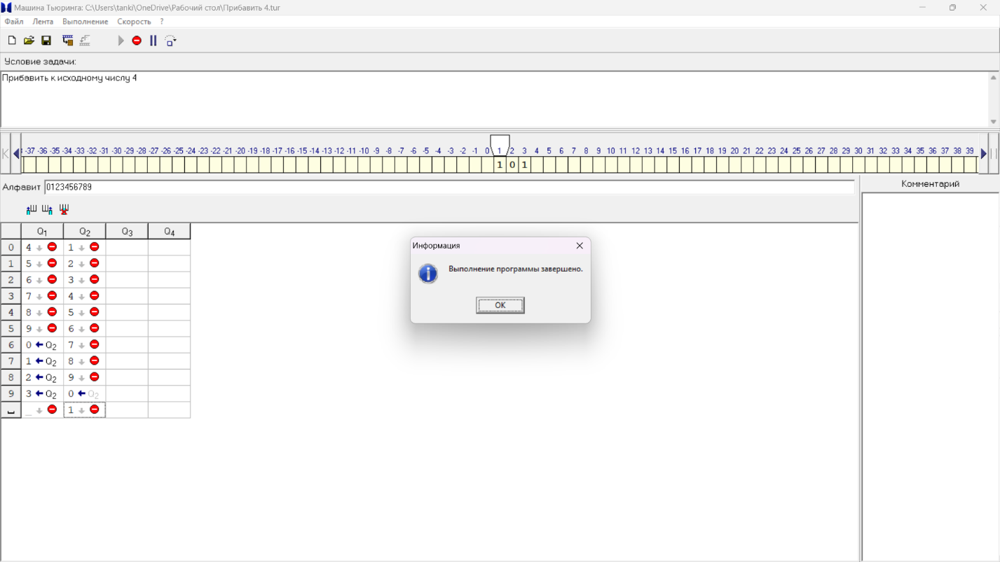 Машина Тьюринга: C:\Users\tanki\OneDrive\Рабочий стол\Прибавить 4.tur
Файл Лента Выполнение Скорость ?
Условие задачи:
Прибавить к исходному числу 4
-37 -36 -35 -34 -33 -32 -31 -30 -29 -28 -27 -26 -25 -24 -23 -22 -21 -20 -19 -18 -17 -16 -15 -14 -13 -12 -11 -10 -9 -8 -7 -6 -5 -4 -3 -2 -1 0 1 2 3 4 5 6 7 8 9 10 11 12 13 14 15 16 17 18 19 20 21 22 23 24 25 26 27 28 29 30 31 32 33 34 35 36 37 38 39
1 0 1
Алфавит 0123456789
Комментарий
Q1 Q2 Q3 Q4
0 4 1
1 5 2
2 6 3
3 7 4
4 8 5
5 9 6
6 0 ← Q2 7
7 1 ← Q2 8
8 2 ← Q2 9
9 3 ← Q2 0 ← Q2
_ 1
Информация
Выполнение программы завершено.
OK